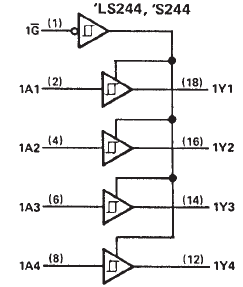 'LS244, 'S244
1G̅ (1)
1A1 (2) (18) 1Y1
1A2 (4) (16) 1Y2
1A3 (6) (14) 1Y3
1A4 (8) (12) 1Y4